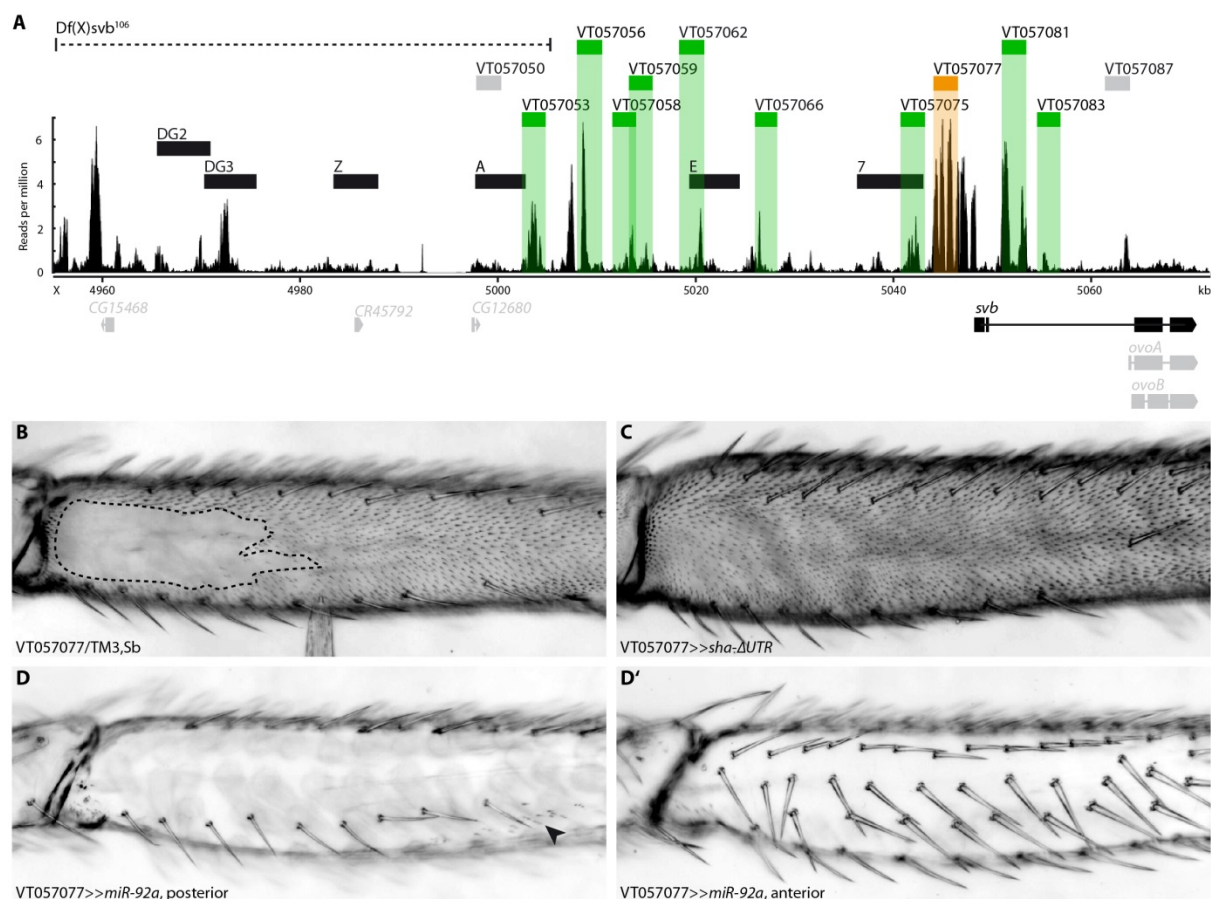 A
Df(X)svb¹⁰⁶
VT057056
VT057062
VT057081
VT057050
VT057059
VT057077
VT057087
VT057053
VT057058
VT057066
VT057075
VT057083
DG2
DG3
Z
A
E
7
Reads per million
6
4
2
0
X 4960 4980 5000 5020 5040 5060 kb
CG15468
CR45792
CG12680
svb
ovoA
ovoB
B
VT057077/TM3,Sb
C
VT057077>>sha-ΔUTR
D
VT057077>>miR-92a, posterior
D'
VT057077>>miR-92a, anterior